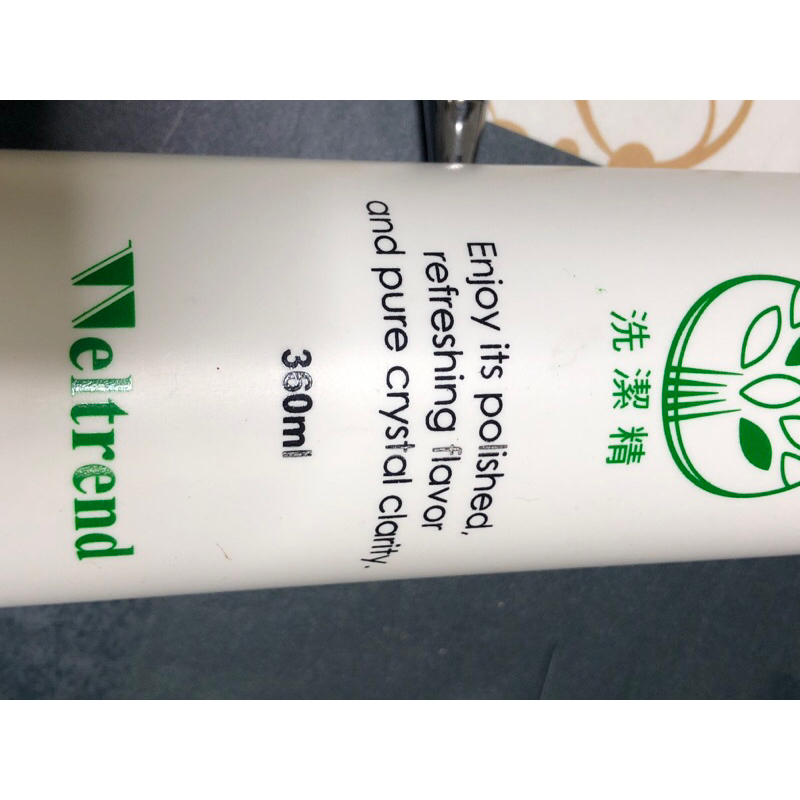 洗潔精
Enjoy its polished,
refreshing flavor
and pure crystal clarity.
360ml
Weltrend